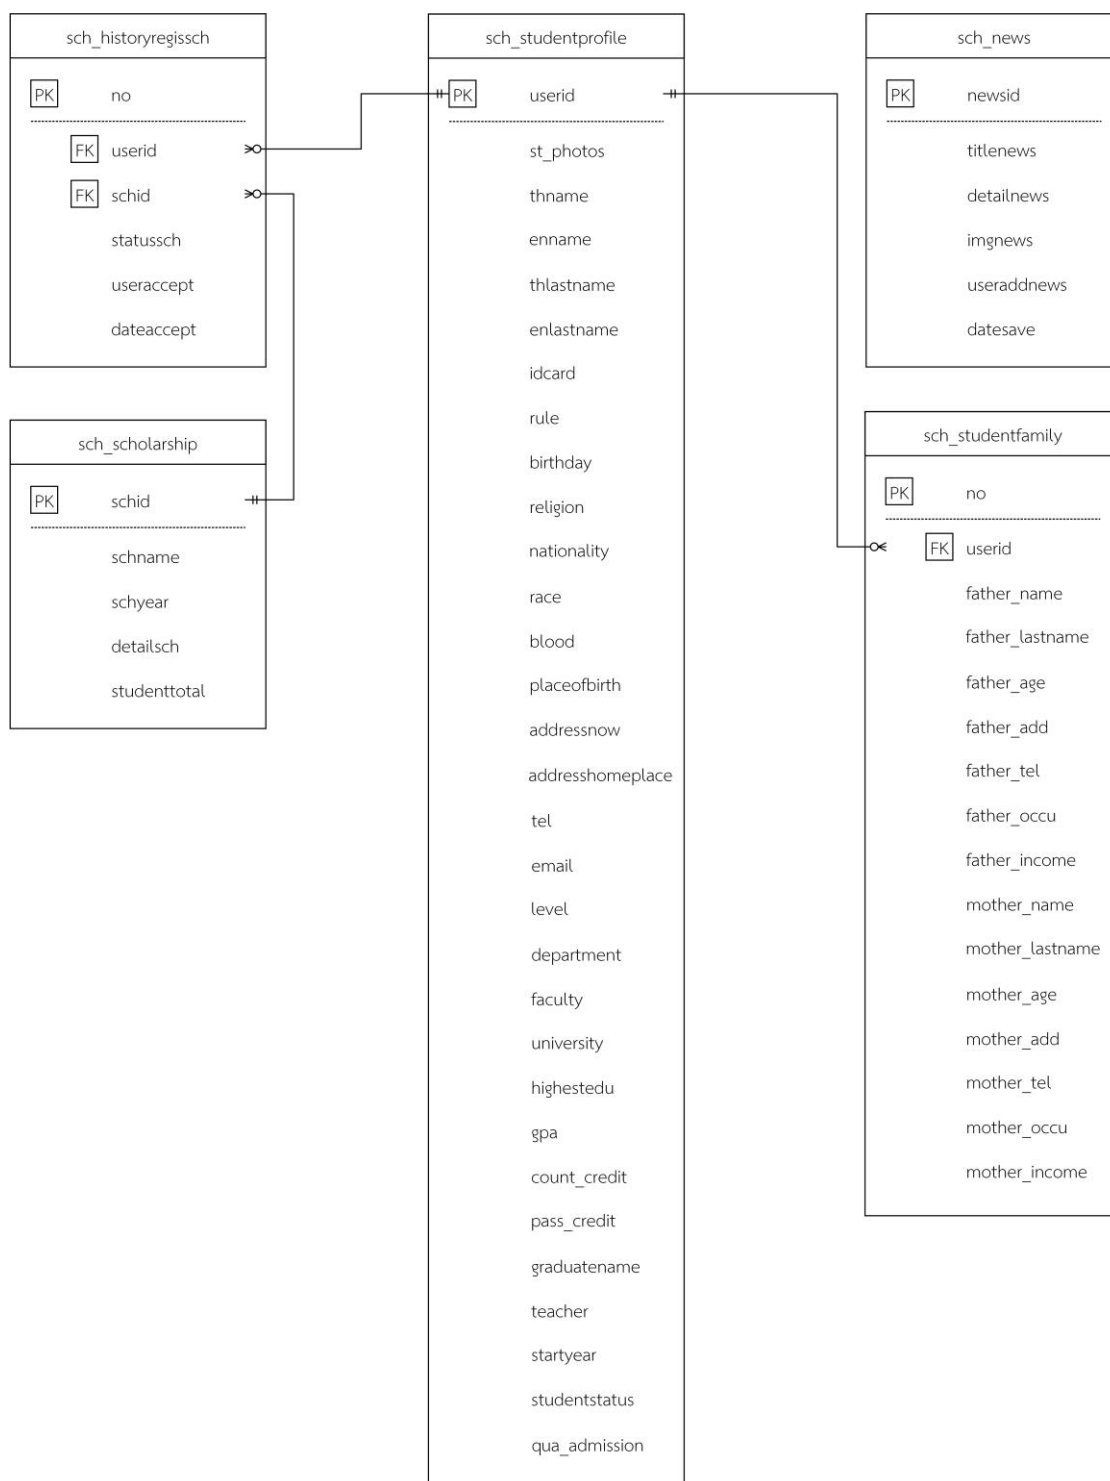 sch_historyregissch
PK no
FK userid
FK schid
statussch
useraccept
dateaccept
sch_scholarship
PK schid
schname
schyear
detailsch
studenttotal
sch_studentprofile
PK userid
st_photos
thname
enname
thlastname
enlastname
idcard
rule
birthday
religion
nationality
race
blood
placeofbirth
addressnow
addresshomeplace
tel
email
level
department
faculty
university
highestedu
gpa
count_credit
pass_credit
graduatename
teacher
startyear
studentstatus
qua_admission
sch_news
PK newsid
titlenews
detailnews
imgnews
useraddnews
datesave
sch_studentfamily
PK no
FK userid
father_name
father_lastname
father_age
father_add
father_tel
father_occu
father_income
mother_name
mother_lastname
mother_age
mother_add
mother_tel
mother_occu
mother_income